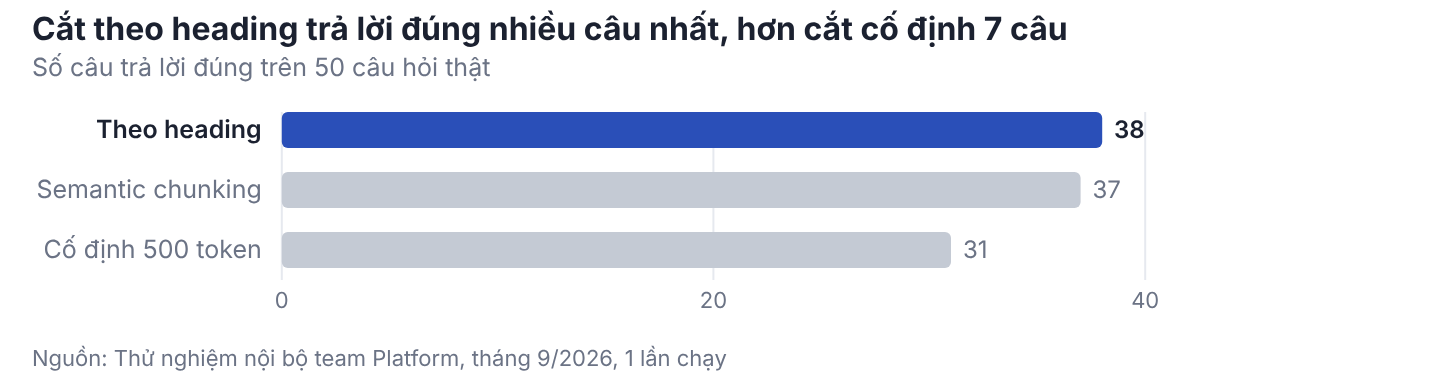 Cắt theo heading trả lời đúng nhiều câu nhất, hơn cắt cố định 7 câu
Số câu trả lời đúng trên 50 câu hỏi thật
Theo heading 38
Semantic chunking 37
Cố định 500 token 31
0 20 40
Nguồn: Thử nghiệm nội bộ team Platform, tháng 9/2026, 1 lần chạy